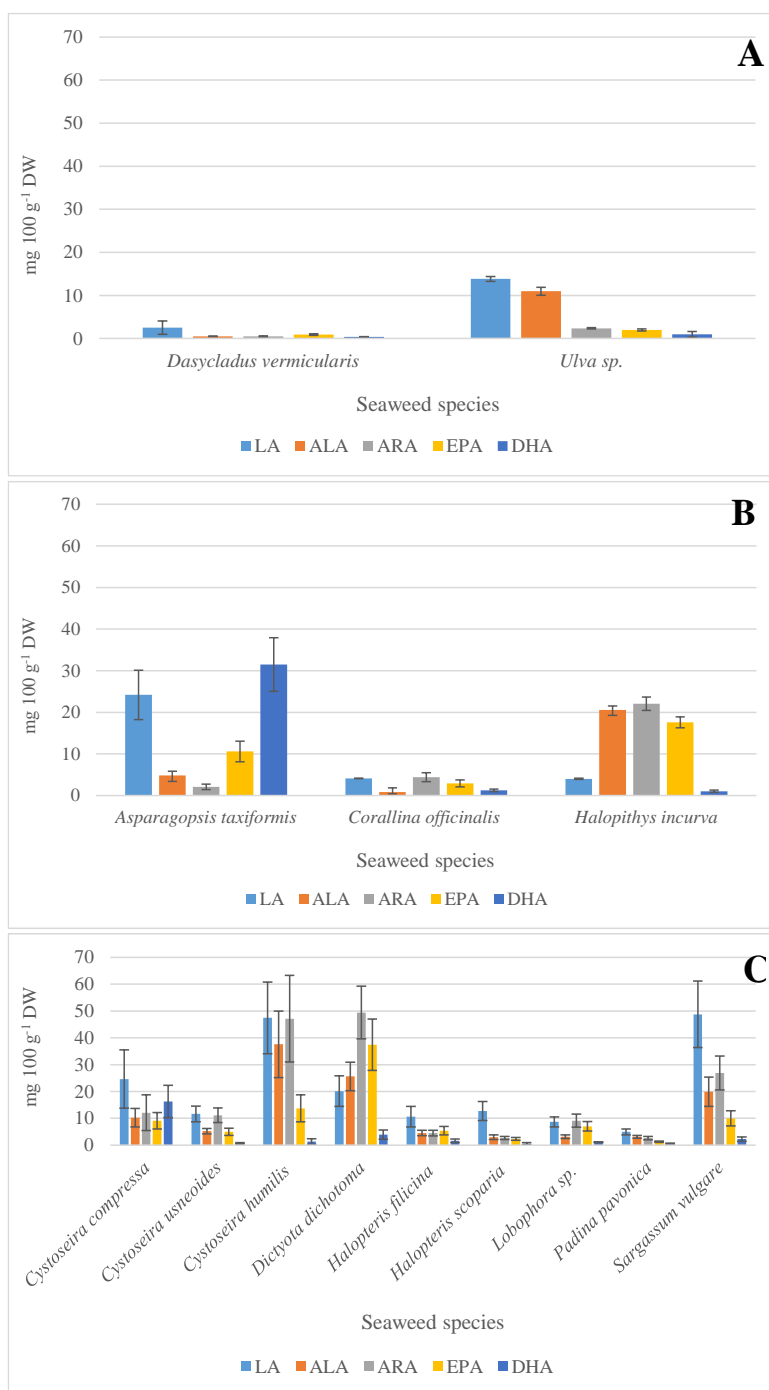 A
70
60
50
40
30
20
10
0
mg 100 g⁻¹ DW
Dasycladus vermicularis Ulva sp.
Seaweed species
LA ALA ARA EPA DHA
B
70
60
50
40
30
20
10
0
mg 100 g⁻¹ DW
Asparagopsis taxiformis Corallina officinalis Halopithys incurva
Seaweed species
LA ALA ARA EPA DHA
C
70
60
50
40
30
20
10
0
mg 100 g⁻¹ DW
Cystoseira compressa
Cystoseira usneoides
Cystoseira humilis
Dictyota dichotoma
Halopteris filicina
Halopteris scoparia
Lobophora sp.
Padina pavonica
Sargassum vulgare
Seaweed species
LA ALA ARA EPA DHA